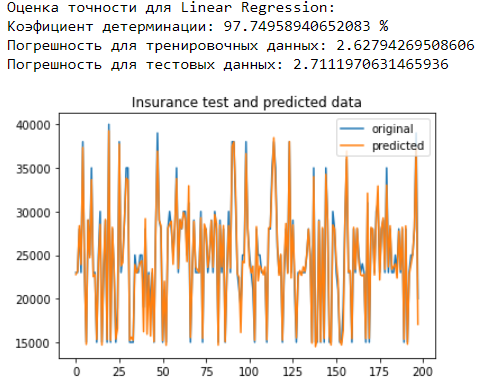 Оценка точности для Linear Regression:
Коэфициент детерминации: 97.74958940652083 %
Погрешность для тренировочных данных: 2.62794269508606
Погрешность для тестовых данных: 2.7111970631465936
Insurance test and predicted data
original
predicted
40000
35000
30000
25000
20000
15000
0 25 50 75 100 125 150 175 200